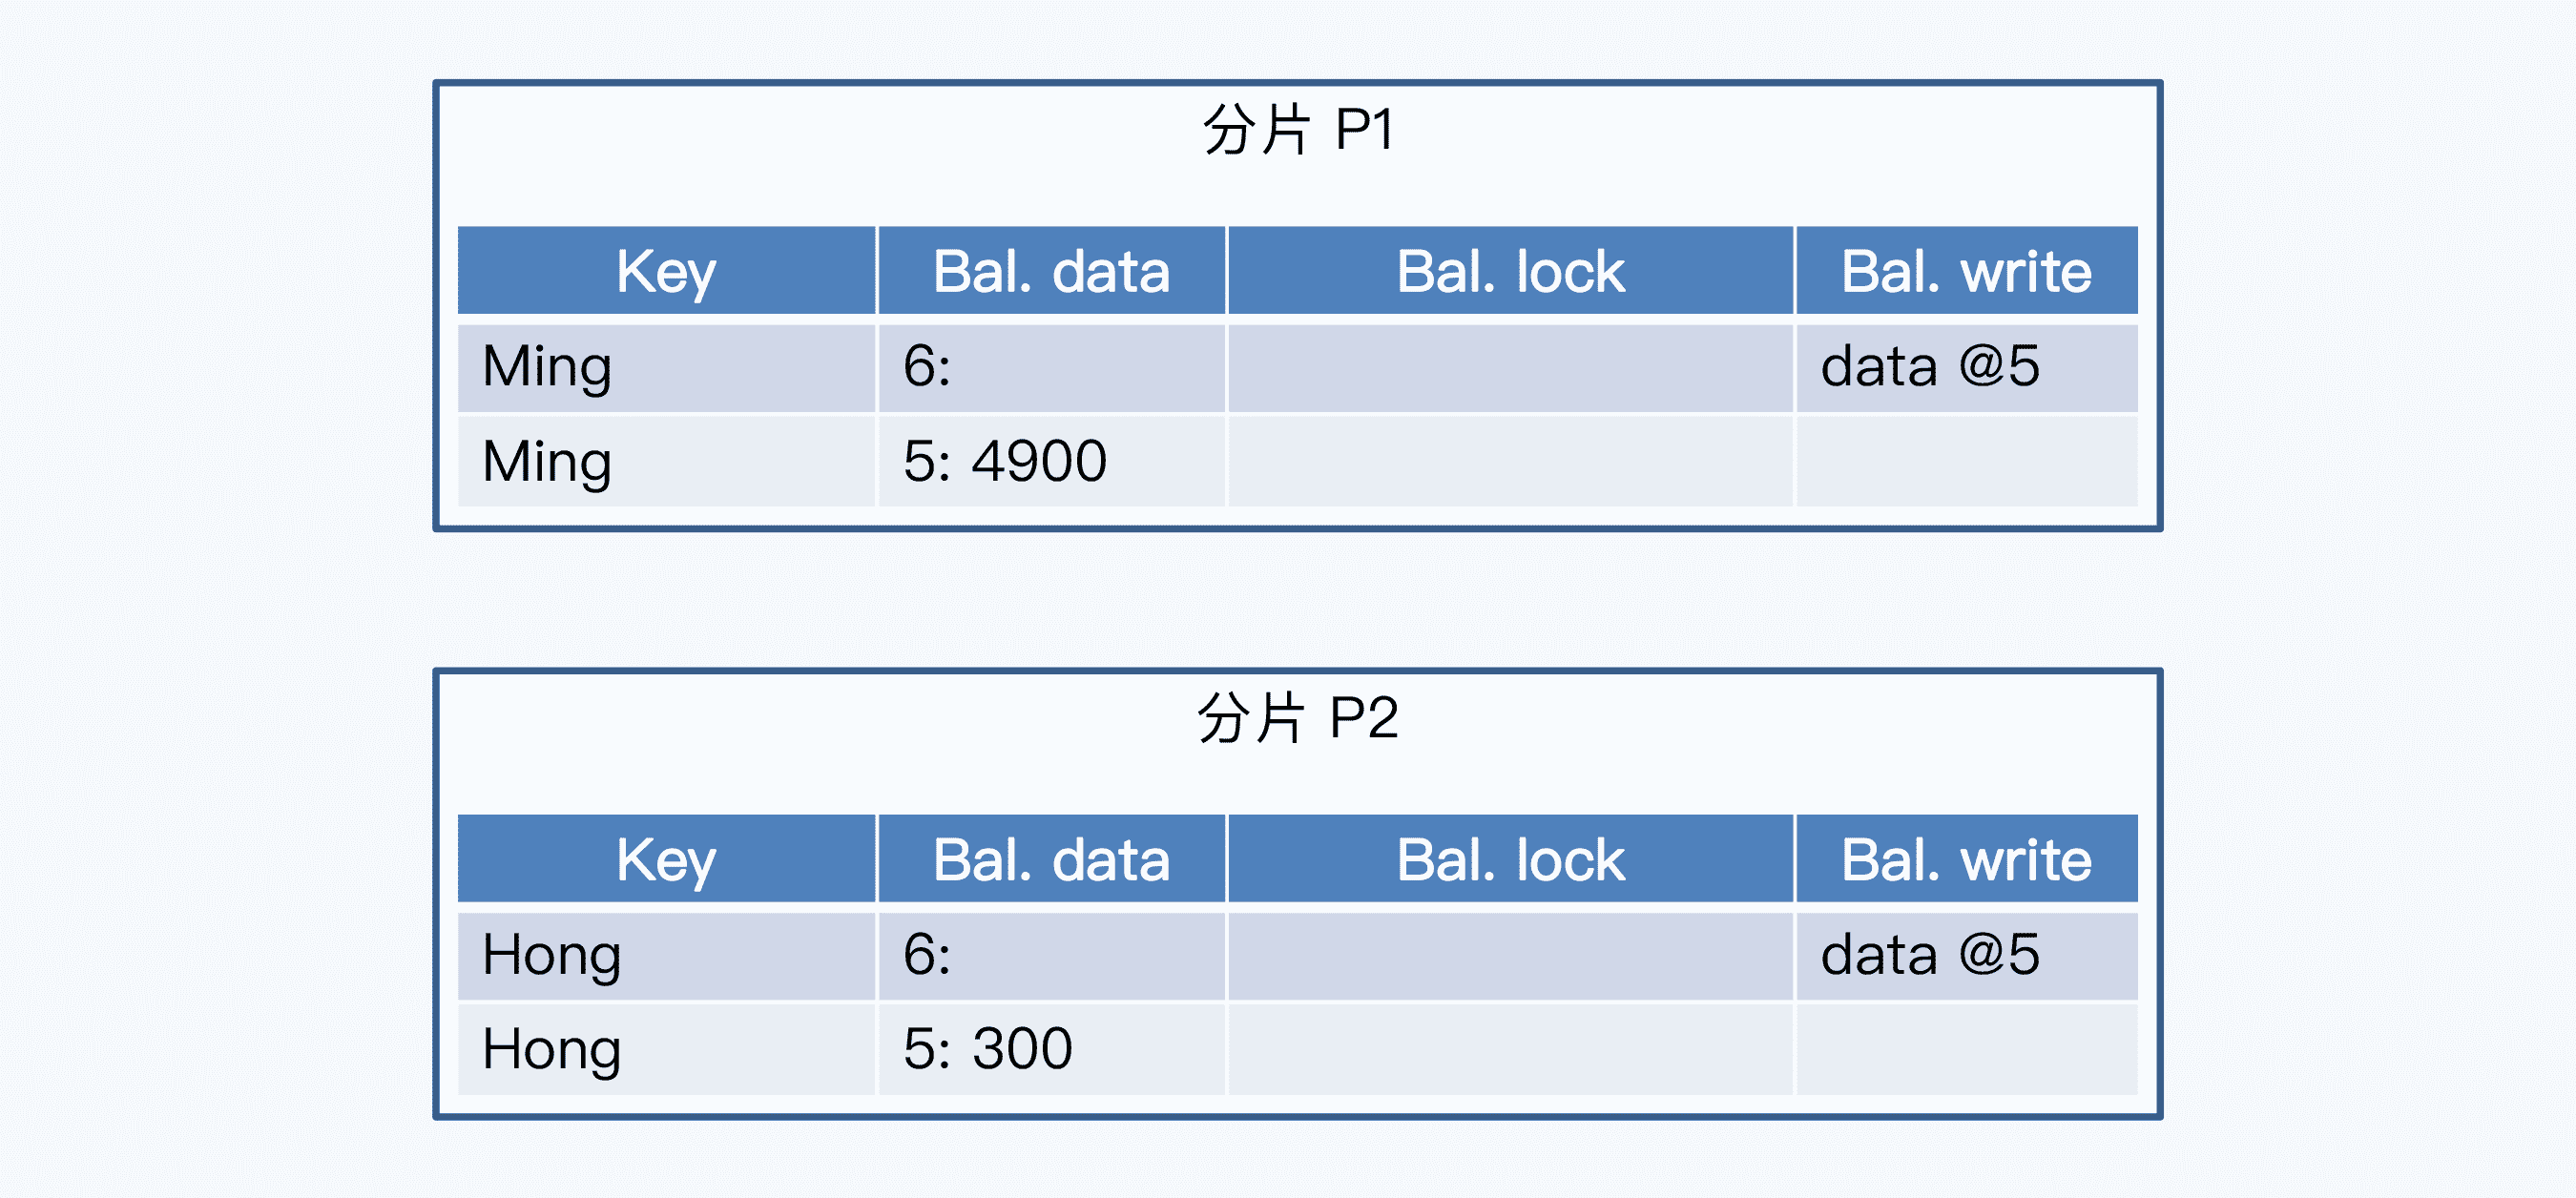 分片 P1
Key Bal. data Bal. lock Bal. write
Ming 6: data @5
Ming 5: 4900
分片 P2
Key Bal. data Bal. lock Bal. write
Hong 6: data @5
Hong 5: 300